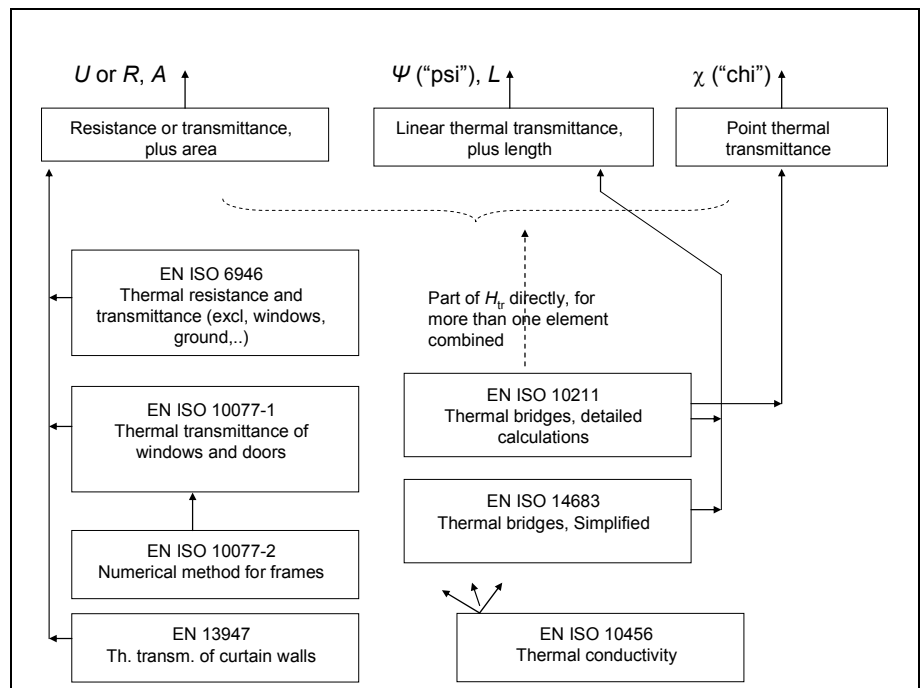 U or R, A
Ψ (“psi”), L
χ (“chi”)
Resistance or transmittance,
plus area
Linear thermal transmittance,
plus length
Point thermal
transmittance
EN ISO 6946
Thermal resistance and
transmittance (excl, windows,
ground,..)
Part of Htr directly, for
more than one element
combined
EN ISO 10077-1
Thermal transmittance of
windows and doors
EN ISO 10211
Thermal bridges, detailed
calculations
EN ISO 14683
Thermal bridges, Simplified
EN ISO 10077-2
Numerical method for frames
EN 13947
Th. transm. of curtain walls
EN ISO 10456
Thermal conductivity